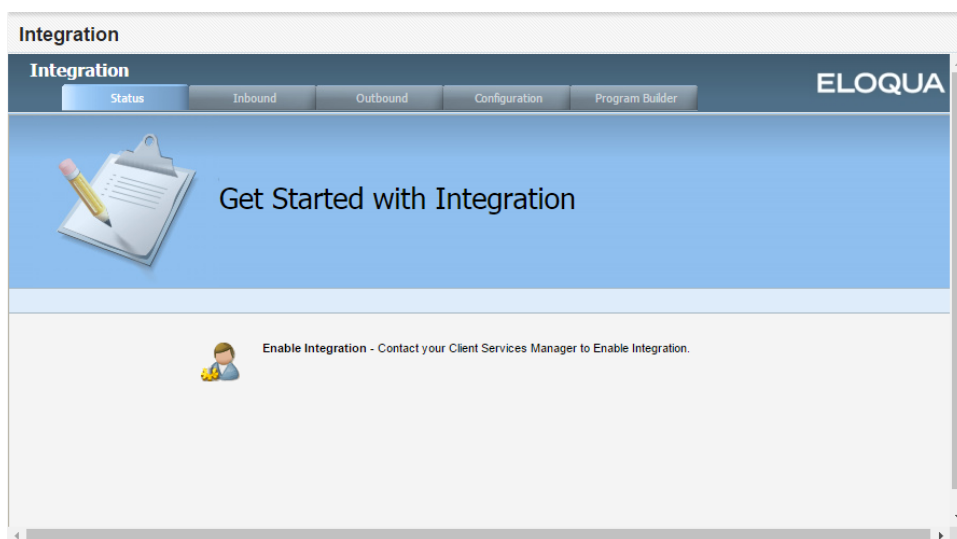 Integration
Integration
ELOQUA
Status Inbound Outbound Configuration Program Builder
Get Started with Integration
Enable Integration - Contact your Client Services Manager to Enable Integration.